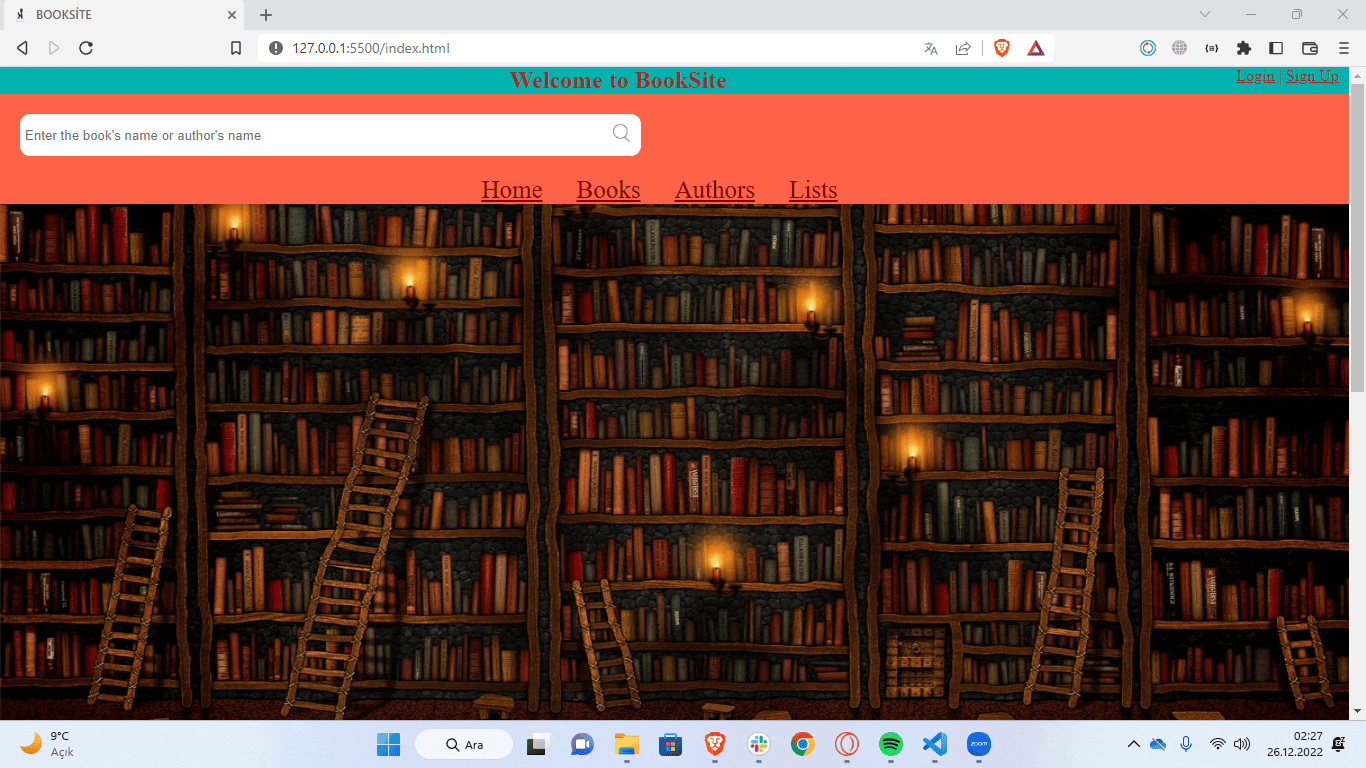 BOOKSİTE
127.0.0.1:5500/index.html
Welcome to BookSite
Login | Sign Up
Enter the book's name or author's name
Home Books Authors Lists
9°C
Açık
Ara
zoom
02:27
26.12.2022